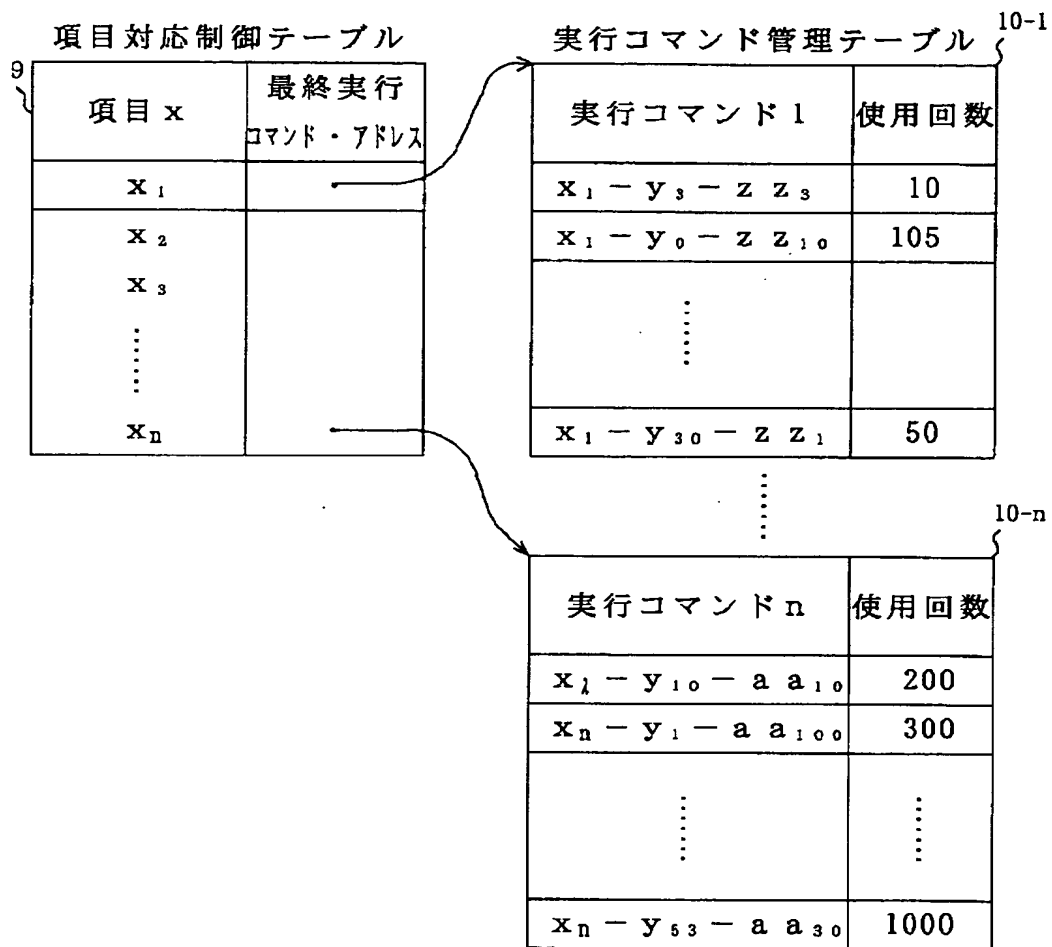 項目対応制御テーブル
9
項目x
最終実行
コマンド・アドレス
x₁
x₂
x₃
xₙ
実行コマンド管理テーブル
10-1
実行コマンド1 使用回数
x₁-y₃-zz₃ 10
x₁-y₀-zz₁₀ 105
x₁-y₃₀-zz₁ 50
10-n
実行コマンドn 使用回数
xℓ-y₁₀-aa₁₀ 200
xₙ-y₁-aa₁₀₀ 300
xₙ-y₅₃-aa₃₀ 1000